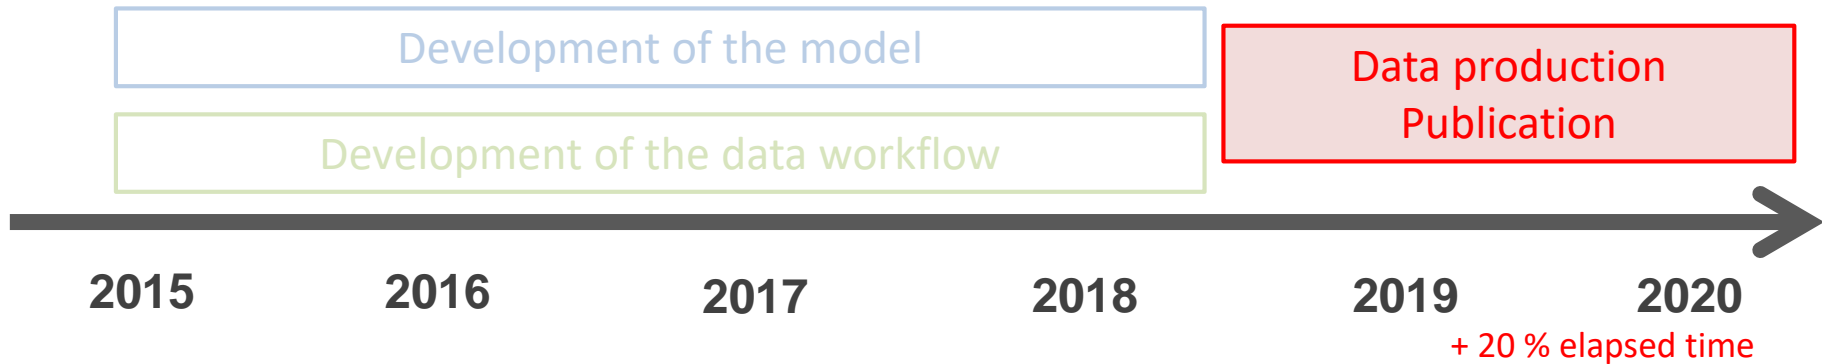 Development of the model
Data production
Publication
Development of the data workflow
2015 2016 2017 2018 2019 2020
+ 20 % elapsed time